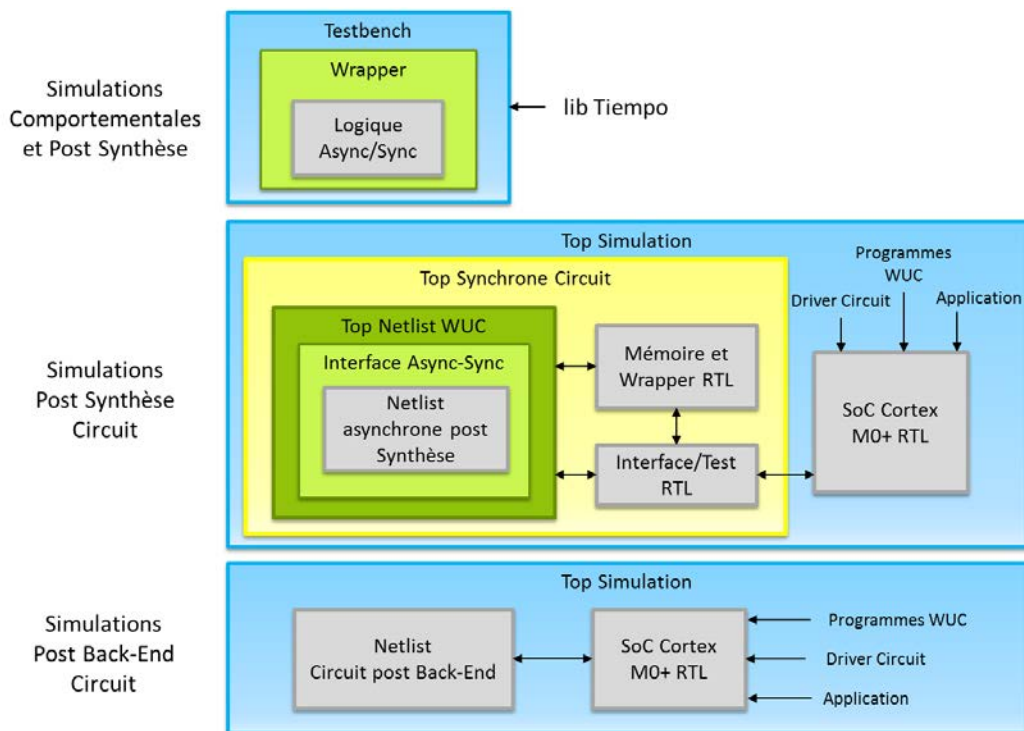 Testbench
Wrapper
Logique
Async/Sync
Simulations
Comportementales
et Post Synthèse
lib Tiempo
Top Simulation
Top Synchrone Circuit
Programmes
WUC
Driver Circuit
Application
Top Netlist WUC
Interface Async-Sync
Netlist
asynchrone post
Synthèse
Mémoire et
Wrapper RTL
Interface/Test
RTL
SoC Cortex
M0+ RTL
Simulations
Post Synthèse
Circuit
Top Simulation
Simulations
Post Back-End
Circuit
Netlist
Circuit post Back-End
SoC Cortex
M0+ RTL
Programmes WUC
Driver Circuit
Application